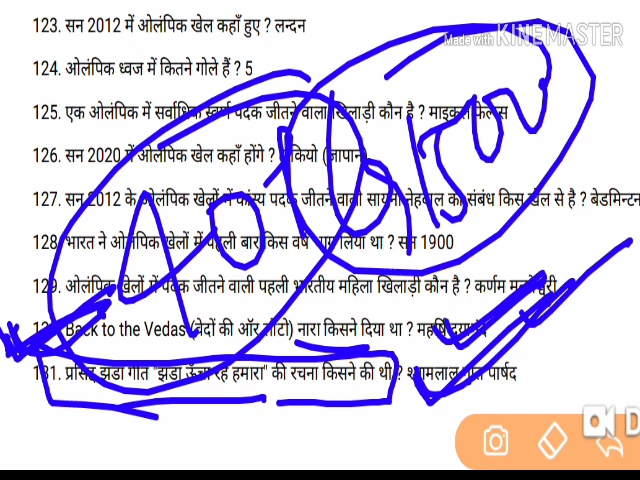 Made with KINEMASTER
123. सन 2012 में ओलंपिक खेल कहाँ हुए ? लन्दन
124. ओलंपिक ध्वज में कितने गोले हैं ? 5
125. एक ओलंपिक में सर्वाधिक स्वर्ण पदक जीतने वाला खिलाड़ी कौन है ? माइकल फेल्प्स
126. सन 2020 में ओलंपिक खेल कहाँ होंगे ? (जापान)
127. सन 2012 के ओलंपिक खेलों में कांस्य पदक जीतने वाली सायना नेहवाल का संबंध किस खेल से है ? बेडमिन्टन
128. भारत ने ओलंपिक खेलों में पहली बार किस वर्ष भाग लिया था ? सन 1900
129. ओलंपिक खेलों में पदक जीतने वाली पहली भारतीय महिला खिलाड़ी कौन है ? कर्णम मल्लेश्वरी
Back to the Vedas (वेदों की ओर लौटो) नारा किसने दिया था ? महर्षि दयानंद
131. झंडा गीत "झंडा ऊँचा रहे हमारा" की रचना किसने की थी ? श्यामलाल गुप्त पार्षद